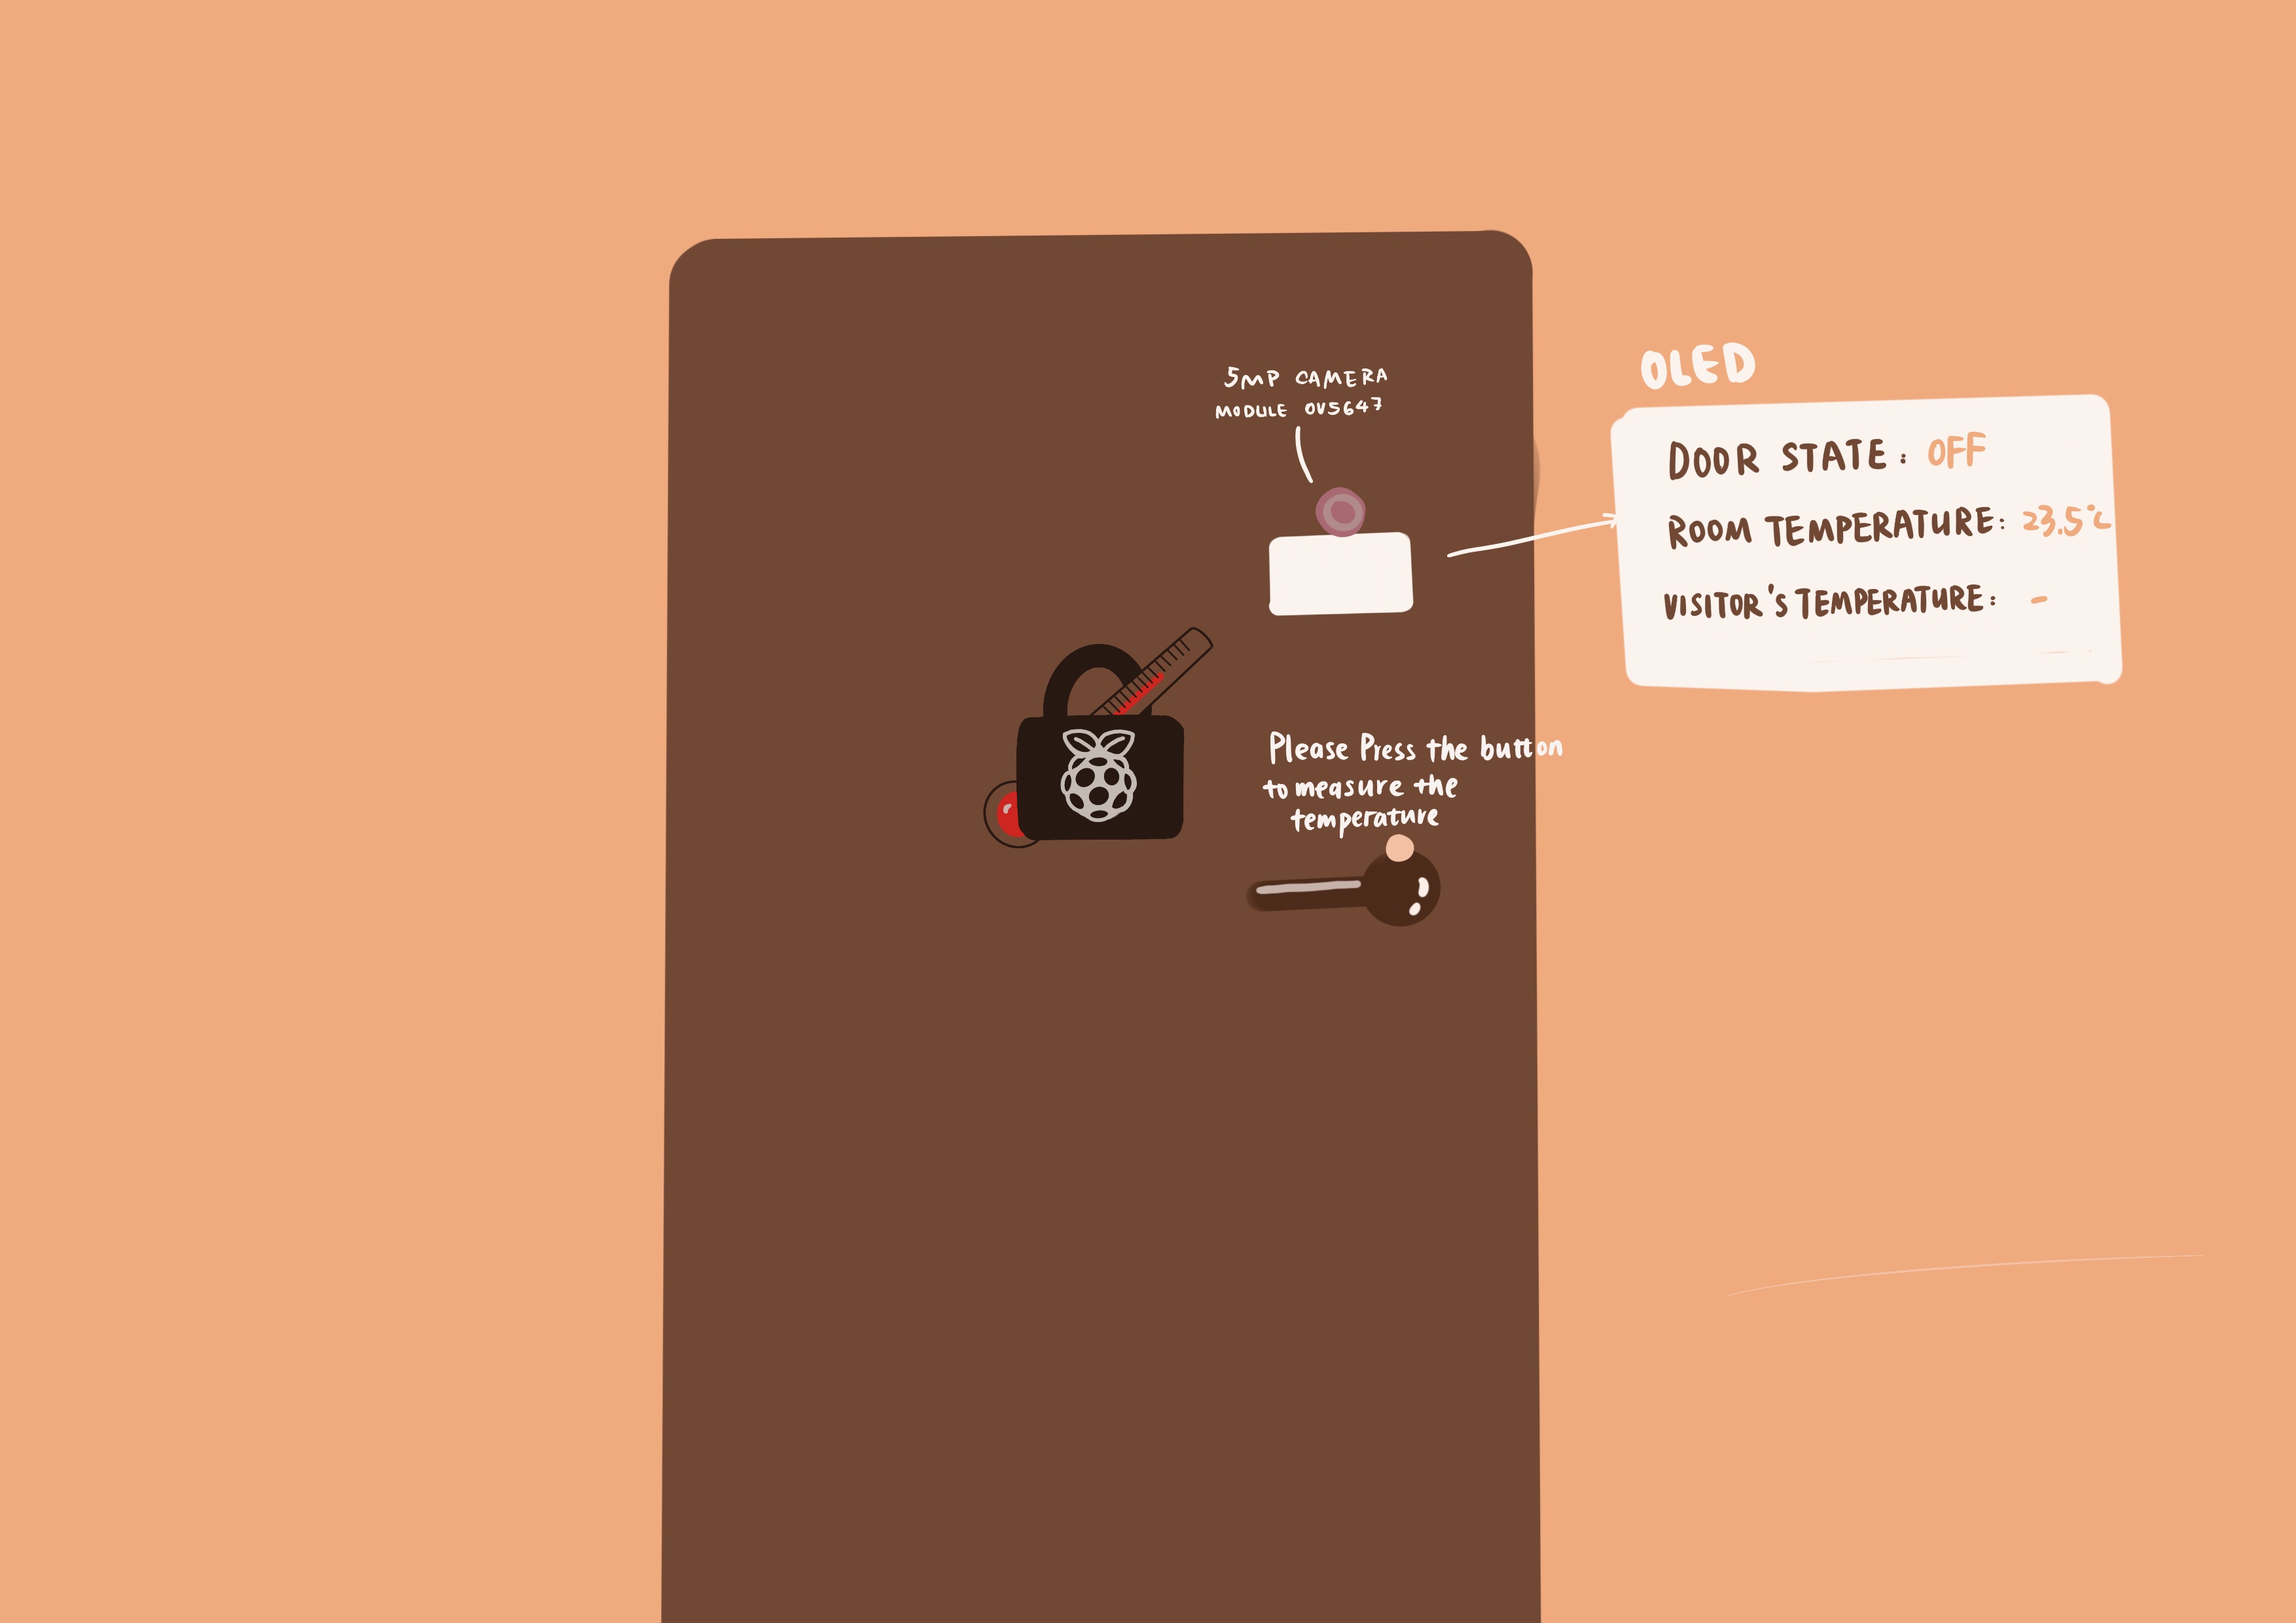 5MP CAMERA
MODULE OV5647
OLED
DOOR STATE : OFF
ROOM TEMPERATURE: 23.5°C
VISITOR'S TEMPERATURE: -
Please Press the button
to measure the
temperature